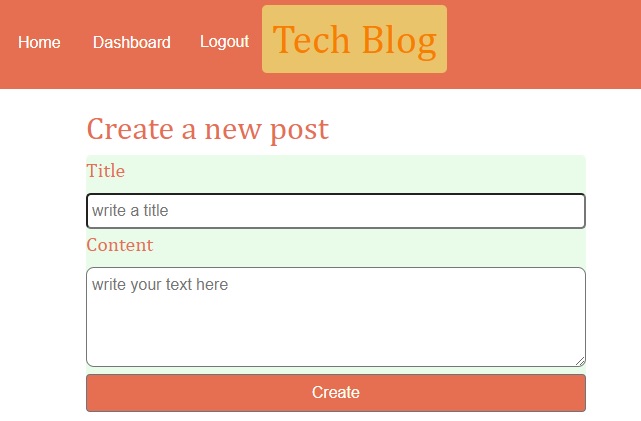 Home Dashboard Logout Tech Blog
Create a new post
Title
write a title
Content
write your text here
Create